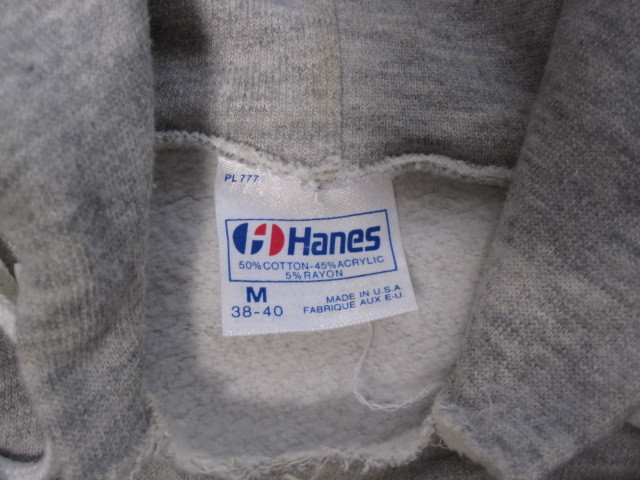 PL 777
Hanes
50% COTTON-45% ACRYLIC
5% RAYON
M
38-40
MADE IN U.S.A.
FABRIQUE AUX E-U.